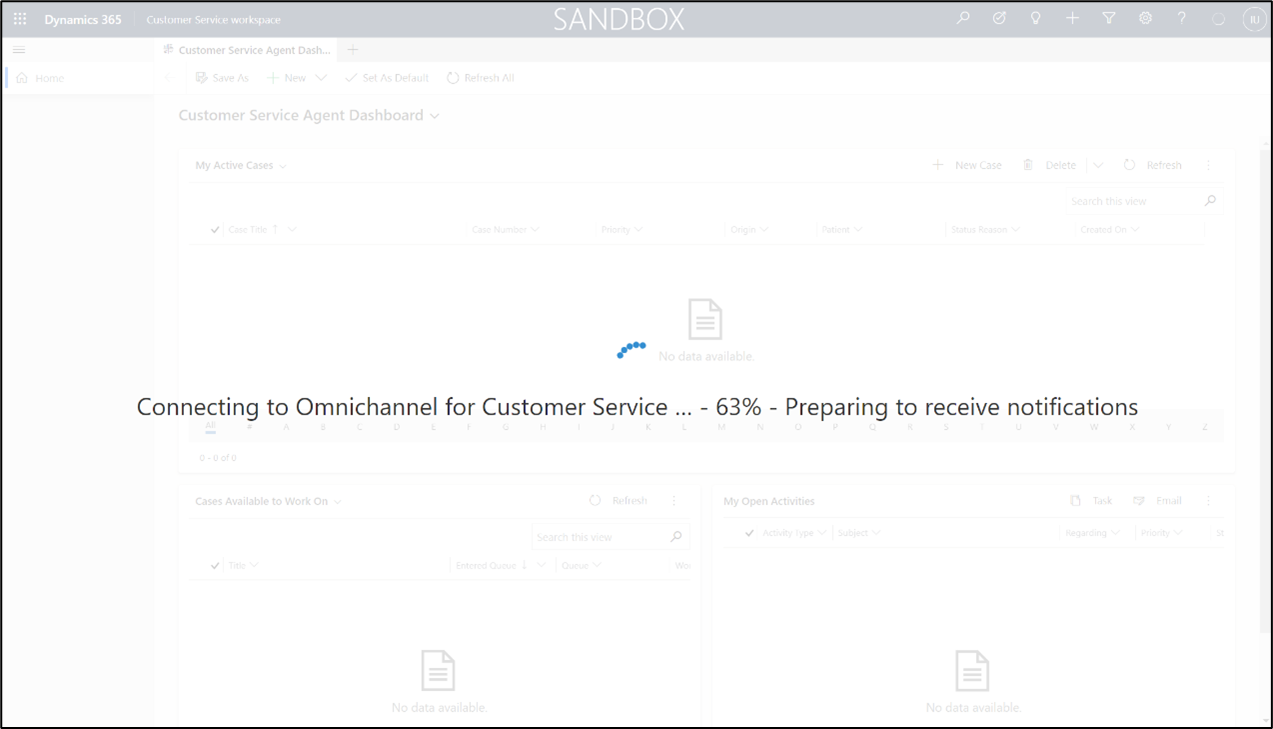 Dynamics 365
Customer Service workspace
SANDBOX
?
RJ
Customer Service Agent Dash...
Home
Save As
New
Set As Default
Refresh All
Customer Service Agent Dashboard
My Active Cases
New Case
Delete
Refresh
Search this view
Case Title ↑
Case Number
Priority
Origin
Patient
Status Reason
Created On
No data available.
Connecting to Omnichannel for Customer Service ... - 63% - Preparing to receive notifications
All # A B C D E F G H I J K L M N O P Q R S T U V W X Y Z
0 - 0 of 0
Cases Available to Work On
Refresh
Search this view
Title
Entered Queue ↓
Queue
Wo
No data available.
My Open Activities
Task
Email
Activity Type
Subject
Regarding
Priority
St
No data available.